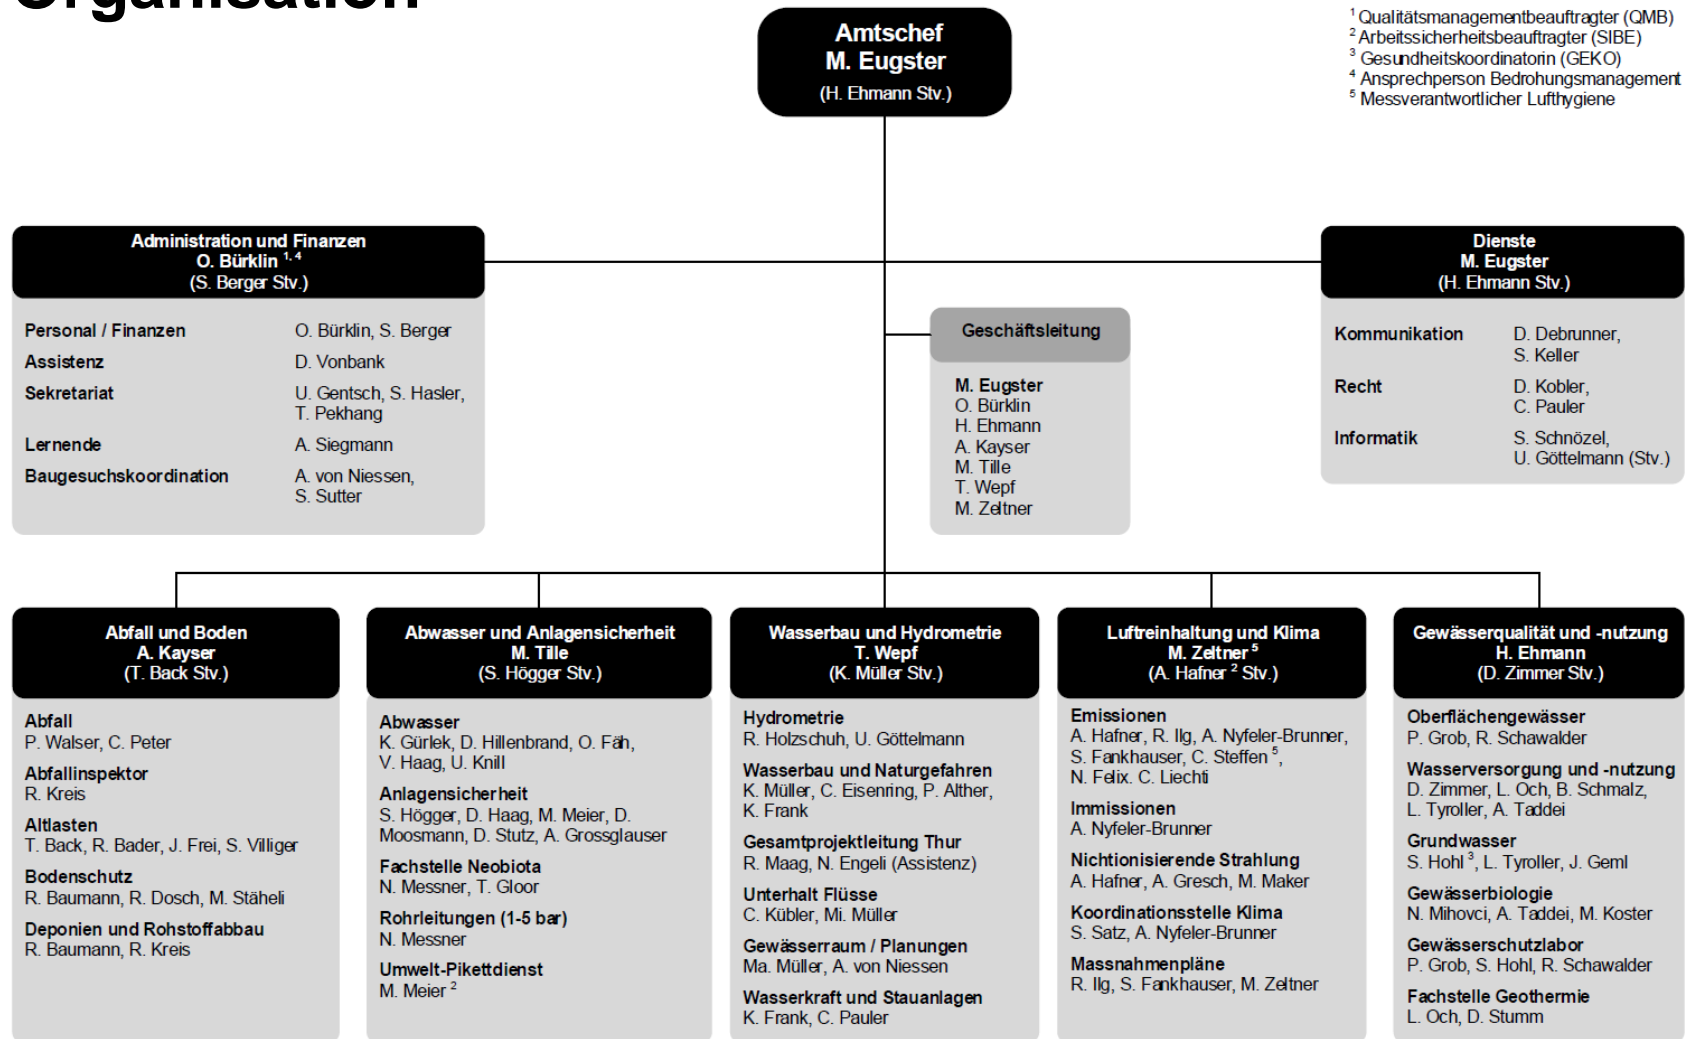 Organisation
Amtschef
M. Eugster
(H. Ehmann Stv.)
¹ Qualitätsmanagementbeauftragter (QMB)
² Arbeitssicherheitsbeauftragter (SIBE)
³ Gesundheitskoordinatorin (GEKO)
⁴ Ansprechperson Bedrohungsmanagement
⁵ Messverantwortlicher Lufthygiene
Administration und Finanzen
O. Bürklin ¹, ⁴
(S. Berger Stv.)
Personal / Finanzen O. Bürklin, S. Berger
Assistenz D. Vonbank
Sekretariat U. Gentsch, S. Hasler,
T. Pekhang
Lernende A. Siegmann
Baugesuchskoordination A. von Niessen,
S. Sutter
Geschäftsleitung
M. Eugster
O. Bürklin
H. Ehmann
A. Kayser
M. Tille
T. Wepf
M. Zeltner
Dienste
M. Eugster
(H. Ehmann Stv.)
Kommunikation D. Debrunner,
S. Keller
Recht D. Kobler,
C. Pauler
Informatik S. Schnözel,
U. Göttelmann (Stv.)
Abfall und Boden
A. Kayser
(T. Back Stv.)
Abfall
P. Walser, C. Peter
Abfallinspektor
R. Kreis
Altlasten
T. Back, R. Bader, J. Frei, S. Villiger
Bodenschutz
R. Baumann, R. Dosch, M. Stäheli
Deponien und Rohstoffabbau
R. Baumann, R. Kreis
Abwasser und Anlagensicherheit
M. Tille
(S. Högger Stv.)
Abwasser
K. Gürlek, D. Hillenbrand, O. Fäh,
V. Haag, U. Knill
Anlagensicherheit
S. Högger, D. Haag, M. Meier, D.
Moosmann, D. Stutz, A. Grossglauser
Fachstelle Neobiota
N. Messner, T. Gloor
Rohrleitungen (1-5 bar)
N. Messner
Umwelt-Pikettdienst
M. Meier ²
Wasserbau und Hydrometrie
T. Wepf
(K. Müller Stv.)
Hydrometrie
R. Holzschuh, U. Göttelmann
Wasserbau und Naturgefahren
K. Müller, C. Eisenring, P. Alther,
K. Frank
Gesamtprojektleitung Thur
R. Maag, N. Engeli (Assistenz)
Unterhalt Flüsse
C. Kübler, Mi. Müller
Gewässerraum / Planungen
Ma. Müller, A. von Niessen
Wasserkraft und Stauanlagen
K. Frank, C. Pauler
Luftreinhaltung und Klima
M. Zeltner ⁵
(A. Hafner ² Stv.)
Emissionen
A. Hafner, R. Ilg, A. Nyfeler-Brunner,
S. Fankhauser, C. Steffen ⁵,
N. Felix. C. Liechti
Immissionen
A. Nyfeler-Brunner
Nichtionisierende Strahlung
A. Hafner, A. Gresch, M. Maker
Koordinationsstelle Klima
S. Satz, A. Nyfeler-Brunner
Massnahmenpläne
R. Ilg, S. Fankhauser, M. Zeltner
Gewässerqualität und -nutzung
H. Ehmann
(D. Zimmer Stv.)
Oberflächengewässer
P. Grob, R. Schawalder
Wasserversorgung und -nutzung
D. Zimmer, L. Och, B. Schmalz,
L. Tyroller, A. Taddei
Grundwasser
S. Hohl ³, L. Tyroller, J. Geml
Gewässerbiologie
N. Mihovci, A. Taddei, M. Koster
Gewässerschutzlabor
P. Grob, S. Hohl, R. Schawalder
Fachstelle Geothermie
L. Och, D. Stumm